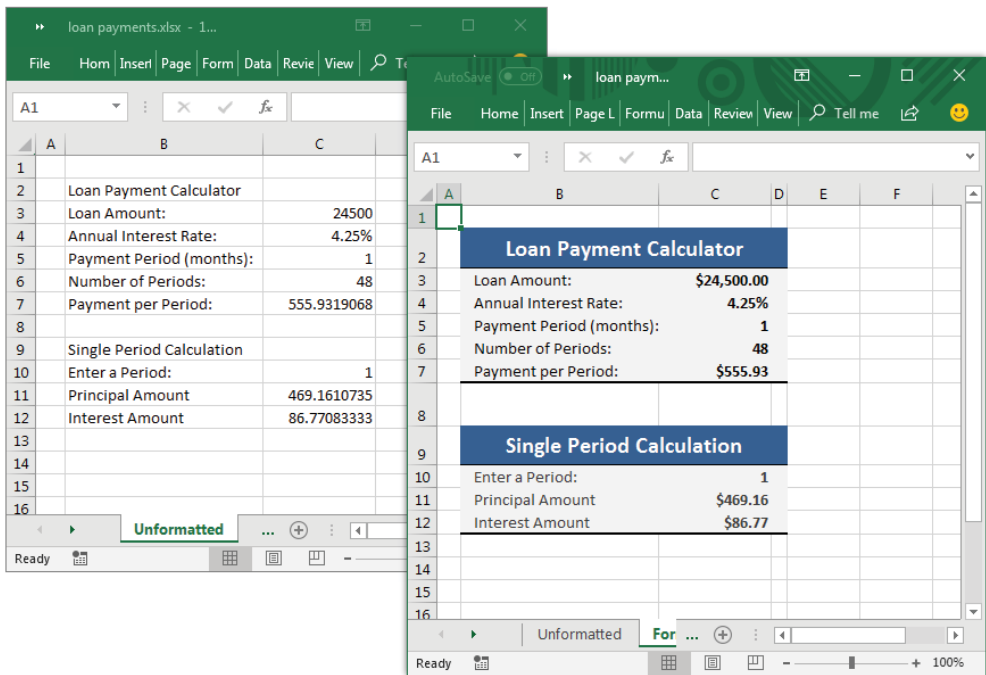 loan payments.xlsx - 1...
File Hom Insert Page Form Data Revie View Te
A1 fx
A B C
1
2 Loan Payment Calculator
3 Loan Amount: 24500
4 Annual Interest Rate: 4.25%
5 Payment Period (months): 1
6 Number of Periods: 48
7 Payment per Period: 555.9319068
8
9 Single Period Calculation
10 Enter a Period: 1
11 Principal Amount 469.1610735
12 Interest Amount 86.77083333
13
14
15
16
Unformatted ...
Ready
AutoSave Off loan paym...
File Home Insert Page L Formu Data Review View Tell me
A1 fx
A B C D E F
1
2 Loan Payment Calculator
3 Loan Amount: $24,500.00
4 Annual Interest Rate: 4.25%
5 Payment Period (months): 1
6 Number of Periods: 48
7 Payment per Period: $555.93
8
9 Single Period Calculation
10 Enter a Period: 1
11 Principal Amount $469.16
12 Interest Amount $86.77
13
14
15
16
Unformatted For ...
Ready 100%